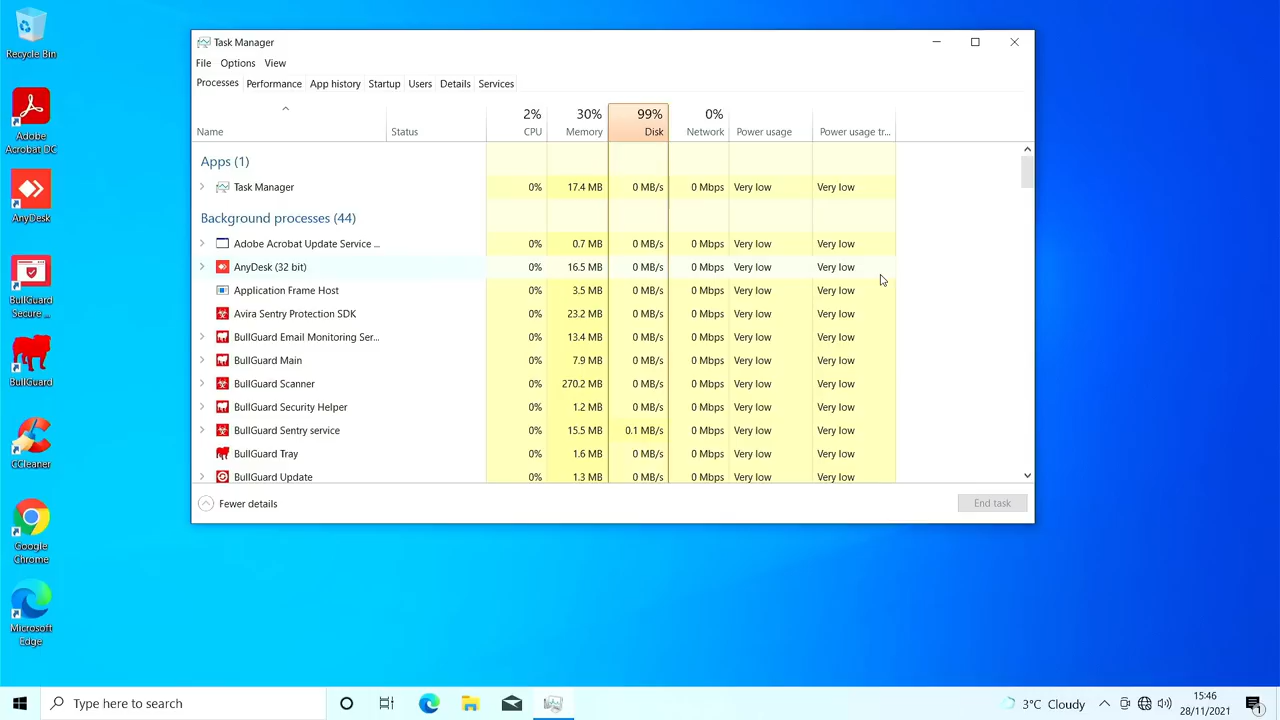 Recycle Bin
Adobe
Acrobat DC
AnyDesk
BullGuard
Secure ...
BullGuard
CCleaner
Google
Chrome
Microsoft
Edge
Task Manager
File Options View
Processes Performance App history Startup Users Details Services
2% 30% 99% 0%
Name Status CPU Memory Disk Network Power usage Power usage tr...
Apps (1)
Task Manager 0% 17.4 MB 0 MB/s 0 Mbps Very low Very low
Background processes (44)
Adobe Acrobat Update Service ... 0% 0.7 MB 0 MB/s 0 Mbps Very low Very low
AnyDesk (32 bit) 0% 16.5 MB 0 MB/s 0 Mbps Very low Very low
Application Frame Host 0% 3.5 MB 0 MB/s 0 Mbps Very low Very low
Avira Sentry Protection SDK 0% 23.2 MB 0 MB/s 0 Mbps Very low Very low
BullGuard Email Monitoring Ser... 0% 13.4 MB 0 MB/s 0 Mbps Very low Very low
BullGuard Main 0% 7.9 MB 0 MB/s 0 Mbps Very low Very low
BullGuard Scanner 0% 270.2 MB 0 MB/s 0 Mbps Very low Very low
BullGuard Security Helper 0% 1.2 MB 0 MB/s 0 Mbps Very low Very low
BullGuard Sentry service 0% 15.5 MB 0.1 MB/s 0 Mbps Very low Very low
BullGuard Tray 0% 1.6 MB 0 MB/s 0 Mbps Very low Very low
BullGuard Update 0% 1.3 MB 0 MB/s 0 Mbps Very low Very low
Fewer details End task
Type here to search
3°C Cloudy
15:46
28/11/2021
1